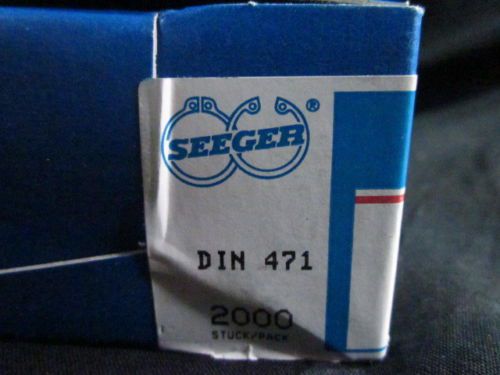 SEEGER®
DIN 471
2000
STUCK/PACK